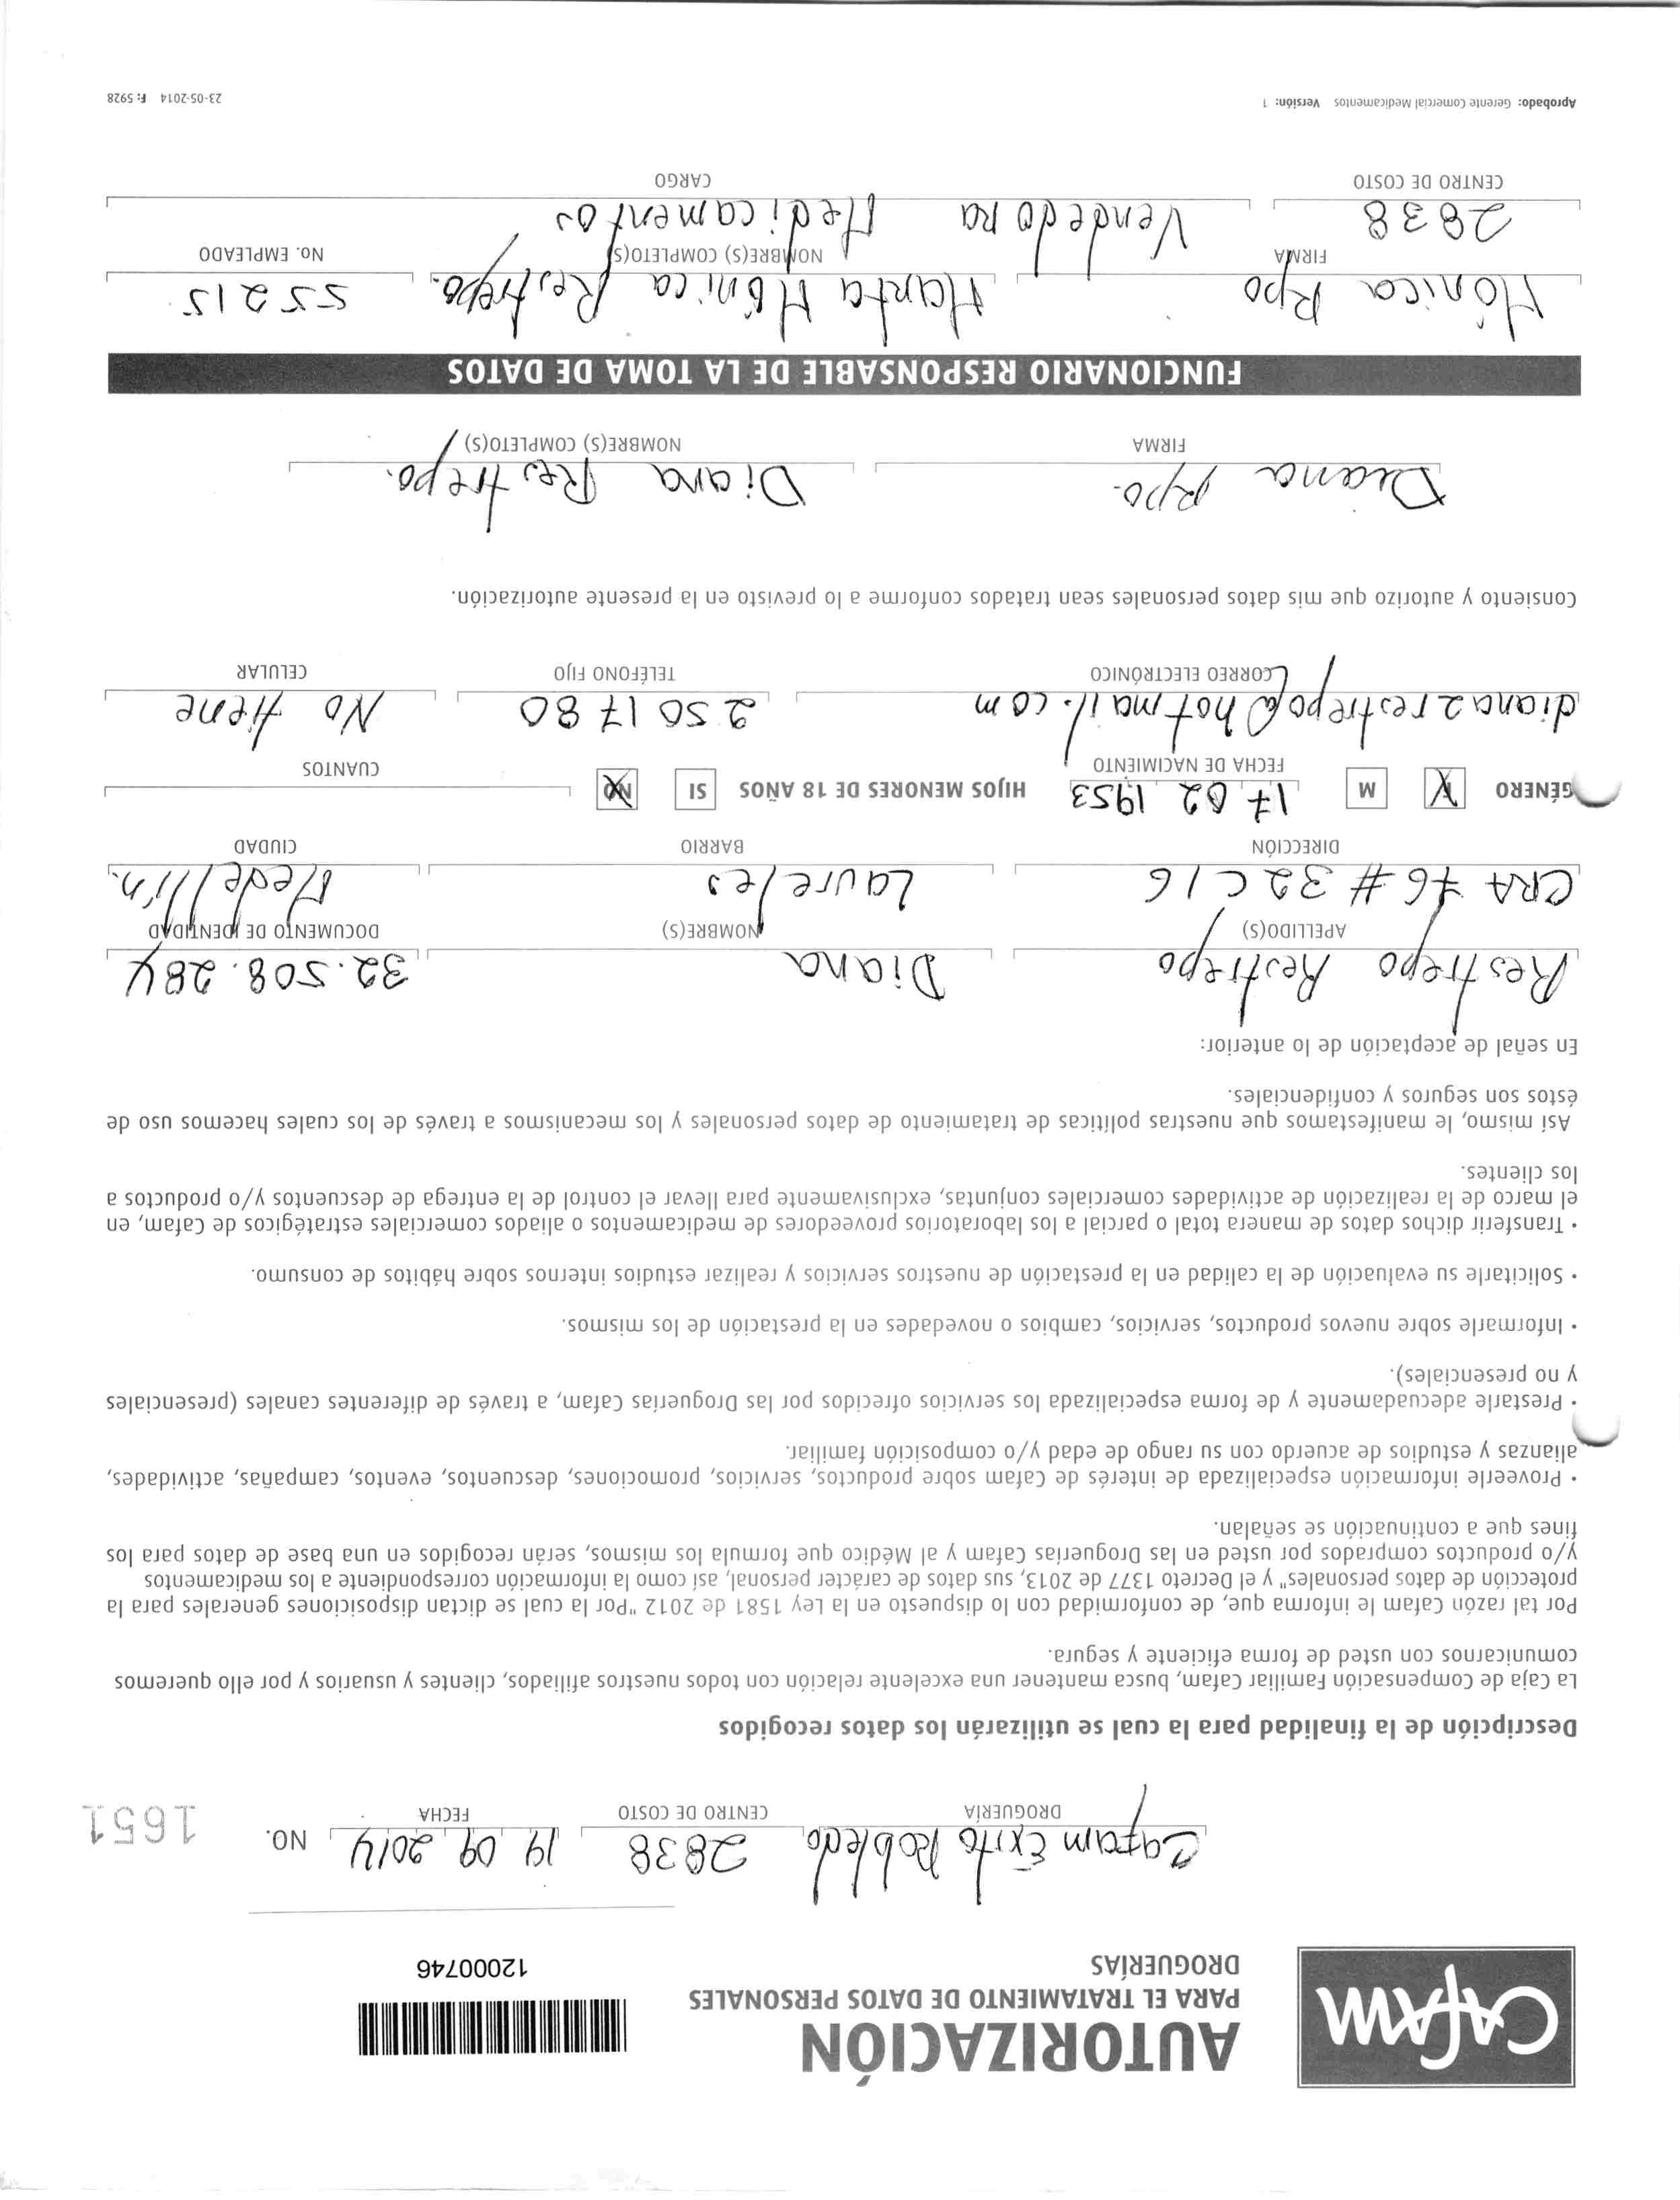 CAFAM
AUTORIZACIÓN
PARA EL TRATAMIENTO DE DATOS PERSONALES
DROGUERÍAS
12000746
Cafam Exito Robledo 2838 19 09 2014 NO. 1651
DROGUERÍA CENTRO DE COSTO FECHA
Descripción de la finalidad para la cual se utilizarán los datos recogidos
La Caja de Compensación Familiar Cafam, busca mantener una excelente relación con todos nuestros afiliados, clientes y usuarios y por ello queremos
comunicarnos con usted de forma eficiente y segura.
Por tal razón Cafam le informa que, de conformidad con lo dispuesto en la Ley 1581 de 2012 "Por la cual se dictan disposiciones generales para la
protección de datos personales" y el Decreto 1377 de 2013, sus datos de carácter personal, así como la información correspondiente a los medicamentos
y/o productos comprados por usted en las Droguerías Cafam y al Médico que formula los mismos, serán recogidos en una base de datos para los
fines que a continuación se señalan.
• Proveerle información especializada de interés de Cafam sobre productos, servicios, promociones, descuentos, eventos, campañas, actividades,
alianzas y estudios de acuerdo con su rango de edad y/o composición familiar.
• Prestarle adecuadamente y de forma especializada los servicios ofrecidos por las Droguerías Cafam, a través de diferentes canales (presenciales
y no presenciales).
• Informarle sobre nuevos productos, servicios, cambios o novedades en la prestación de los mismos.
• Solicitarle su evaluación de la calidad en la prestación de nuestros servicios y realizar estudios internos sobre hábitos de consumo.
• Transferir dichos datos de manera total o parcial a los laboratorios proveedores de medicamentos o aliados comerciales estratégicos de Cafam, en
el marco de la realización de actividades comerciales conjuntas, exclusivamente para llevar el control de la entrega de descuentos y/o productos a
los clientes.
Así mismo, le manifestamos que nuestras políticas de tratamiento de datos personales y los mecanismos a través de los cuales hacemos uso de
éstos son seguros y confidenciales.
En señal de aceptación de lo anterior:
Restrepo Restrepo Diana 32.508.284
APELLIDO(S) NOMBRE(S) DOCUMENTO DE IDENTIDAD
CRA 76 # 32 C 16 Laureles Medellín.
DIRECCIÓN BARRIO CIUDAD
GÉNERO X M 17 02 1953 HIJOS MENORES DE 18 AÑOS SI NO
FECHA DE NACIMIENTO CUANTOS
diana2restrepo@hotmail.com 2501780 No tiene
CORREO ELECTRÓNICO TELÉFONO FIJO CELULAR
Consiento y autorizo que mis datos personales sean tratados conforme a lo previsto en la presente autorización.
Diana Rpo. Diana Restrepo.
FIRMA NOMBRE(S) COMPLETO(S)
FUNCIONARIO RESPONSABLE DE LA TOMA DE DATOS
Mónica Rpo Marta Mónica Restrepo. 55215
FIRMA NOMBRE(S) COMPLETO(S) No. EMPLEADO
2838 Vendedora Medicamentos
CENTRO DE COSTO CARGO
Aprobado: Gerente Comercial Medicamentos Versión: 1 23-05-2014 F: 5928